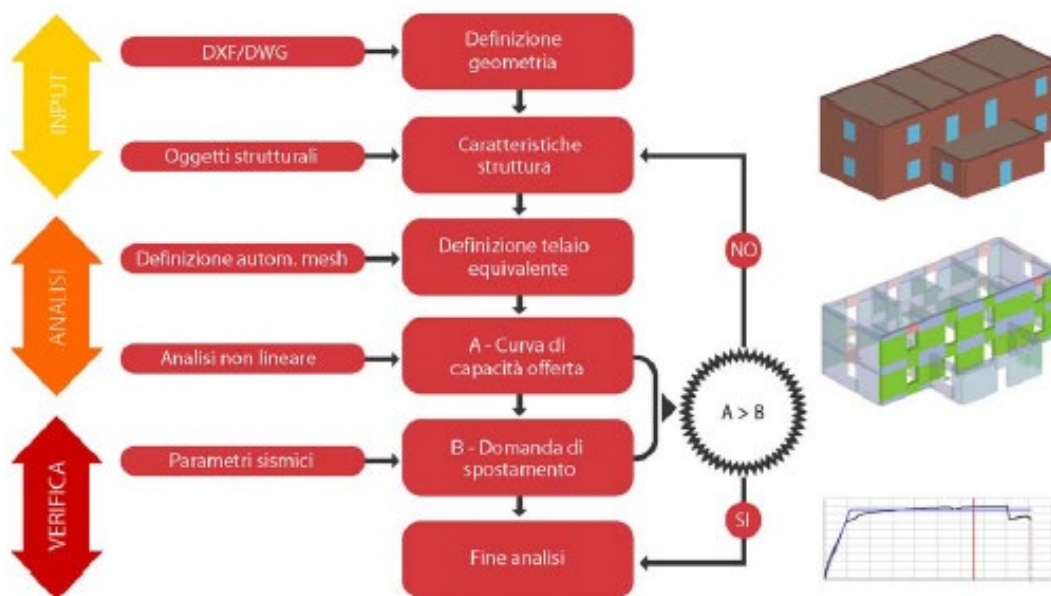 INPUT
DXF/DWG
Definizione
geometria
Oggetti strutturali
Caratteristiche
struttura
ANALISI
Definizione autom. mesh
Definizione telaio
equivalente
NO
Analisi non lineare
A - Curva di
capacità offerta
A > B
VERIFICA
Parametri sismici
B - Domanda di
spostamento
SI
Fine analisi